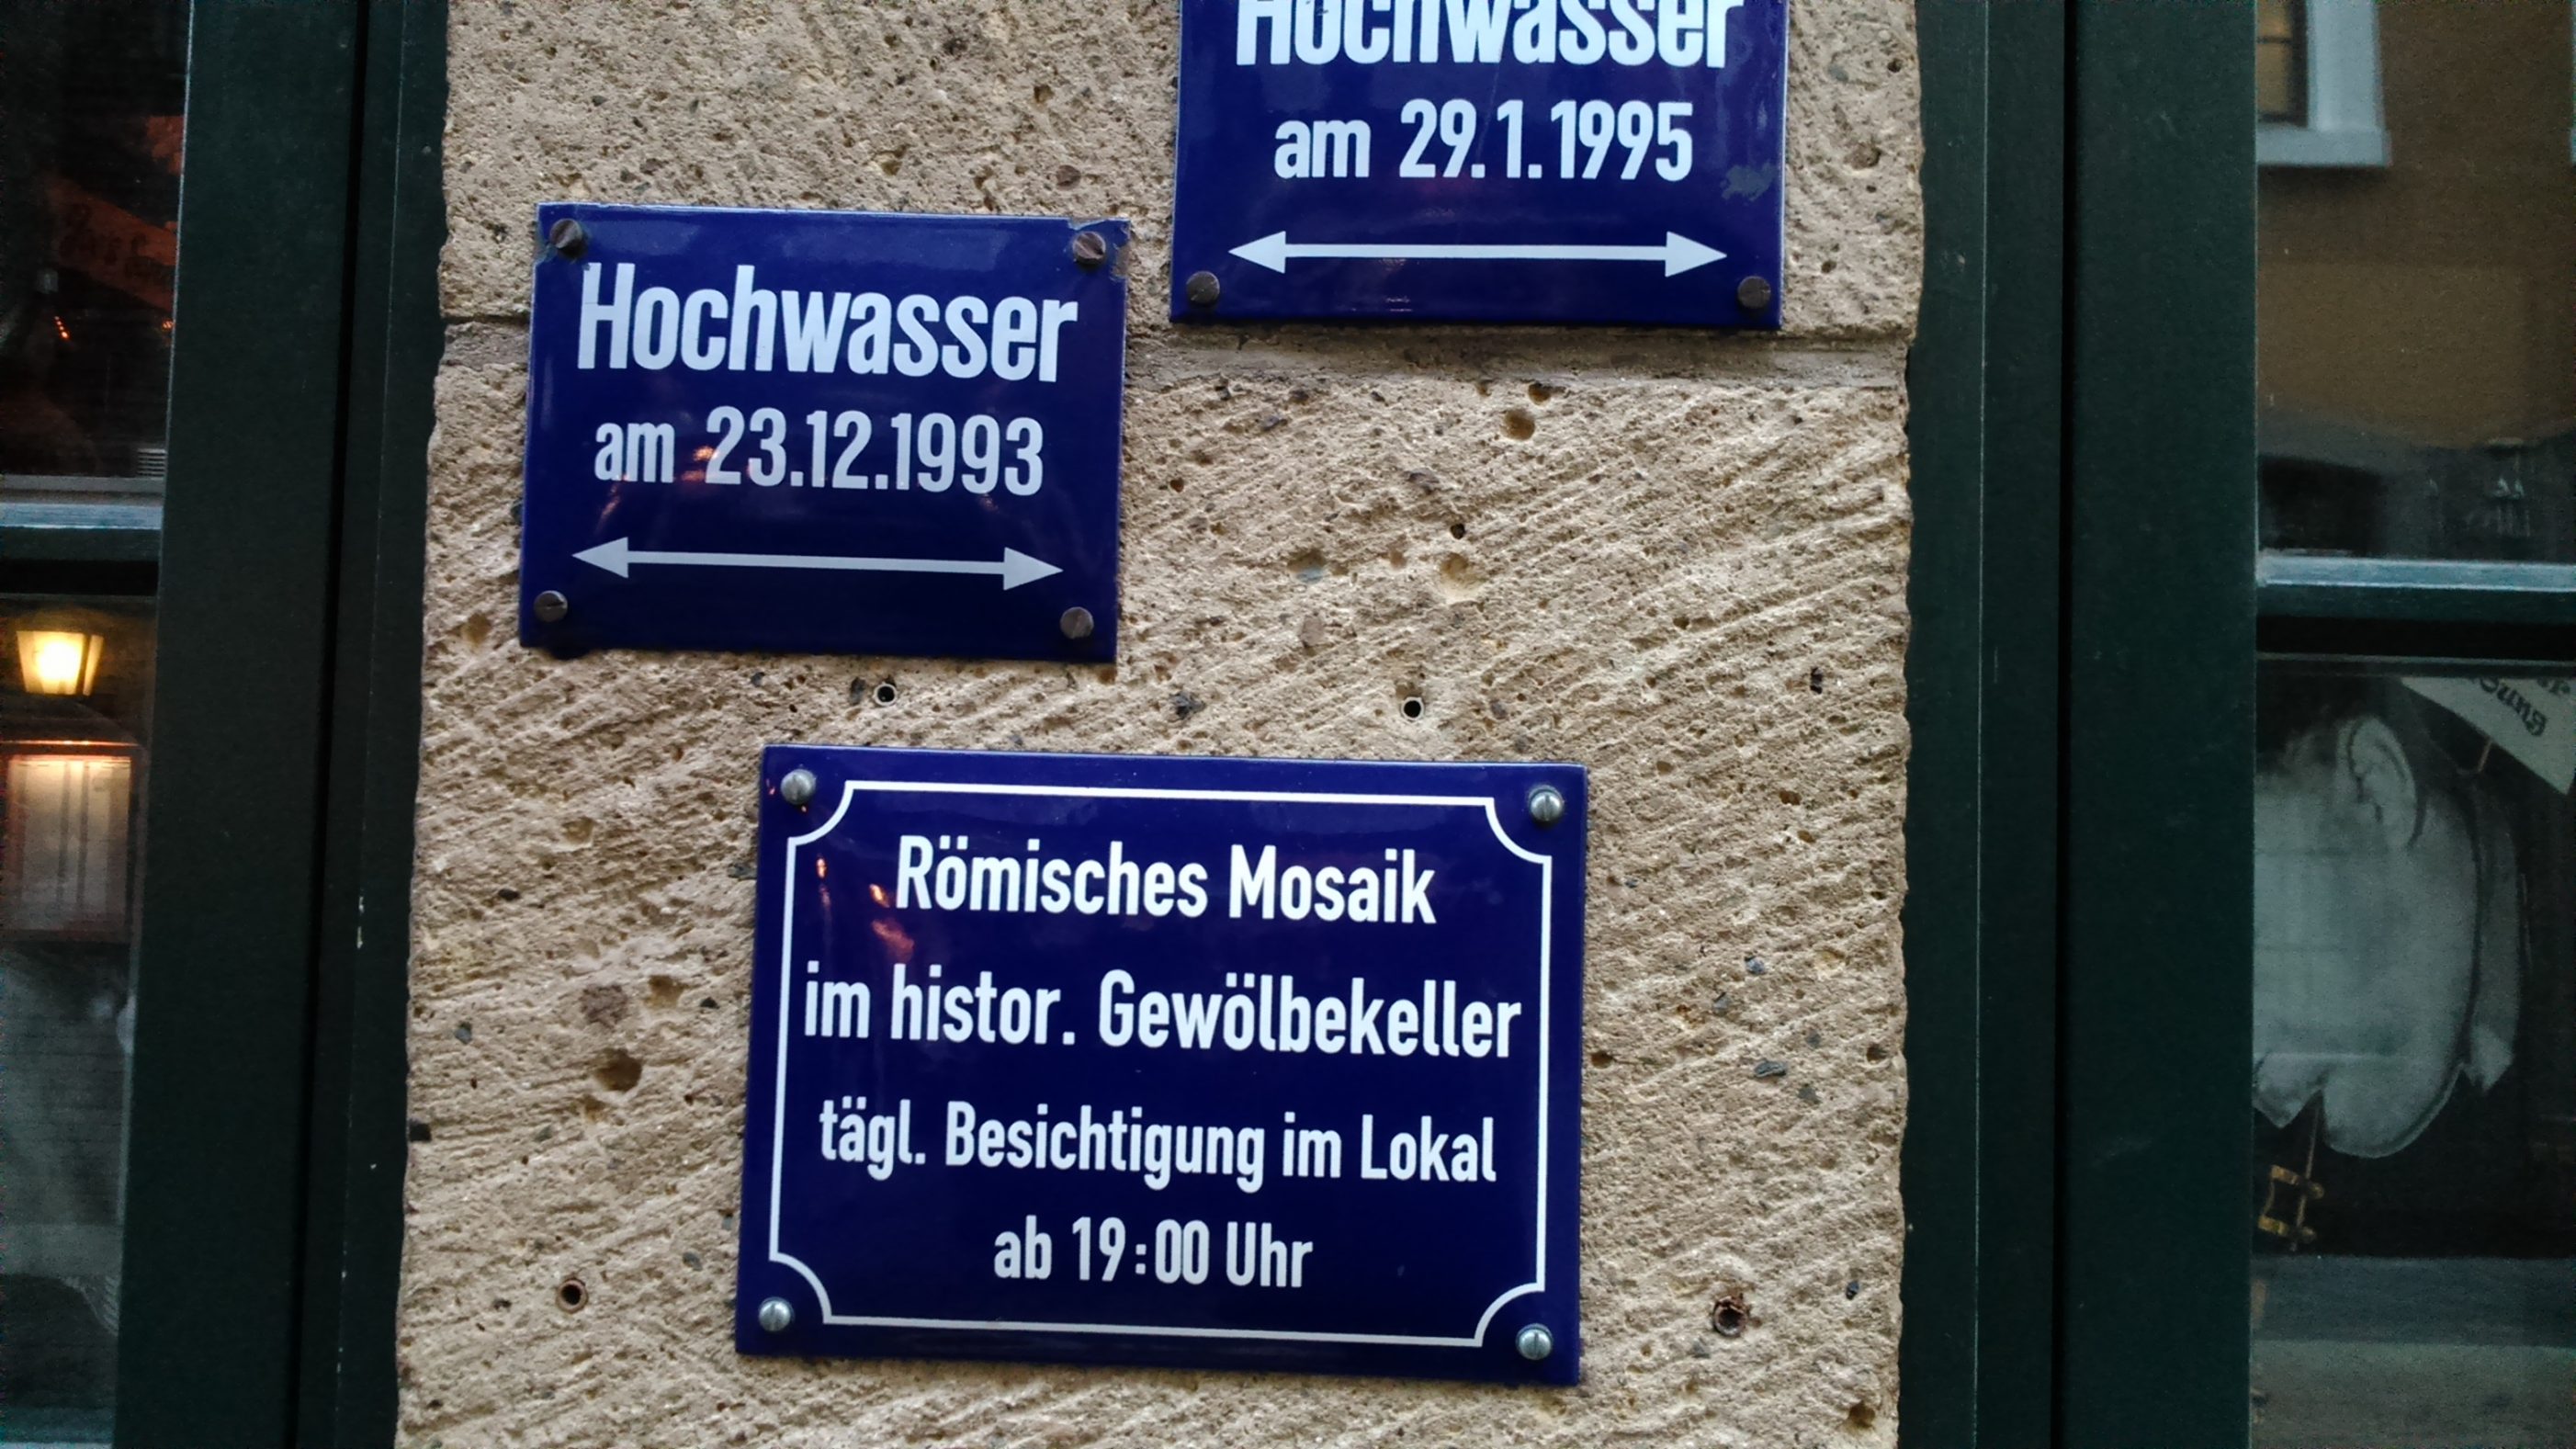 Hochwasser
am 29.1.1995
Hochwasser
am 23.12.1993
Römisches Mosaik
im histor. Gewölbekeller
tägl. Besichtigung im Lokal
ab 19:00 Uhr